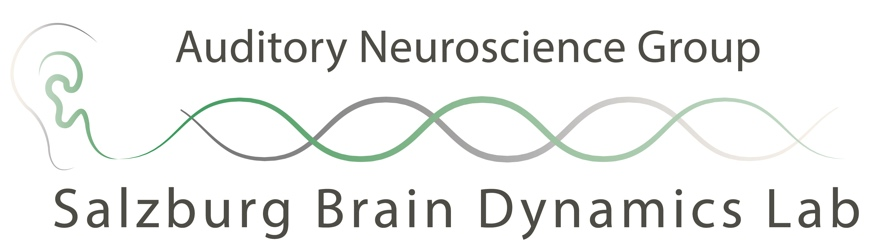 Auditory Neuroscience Group
Salzburg Brain Dynamics Lab